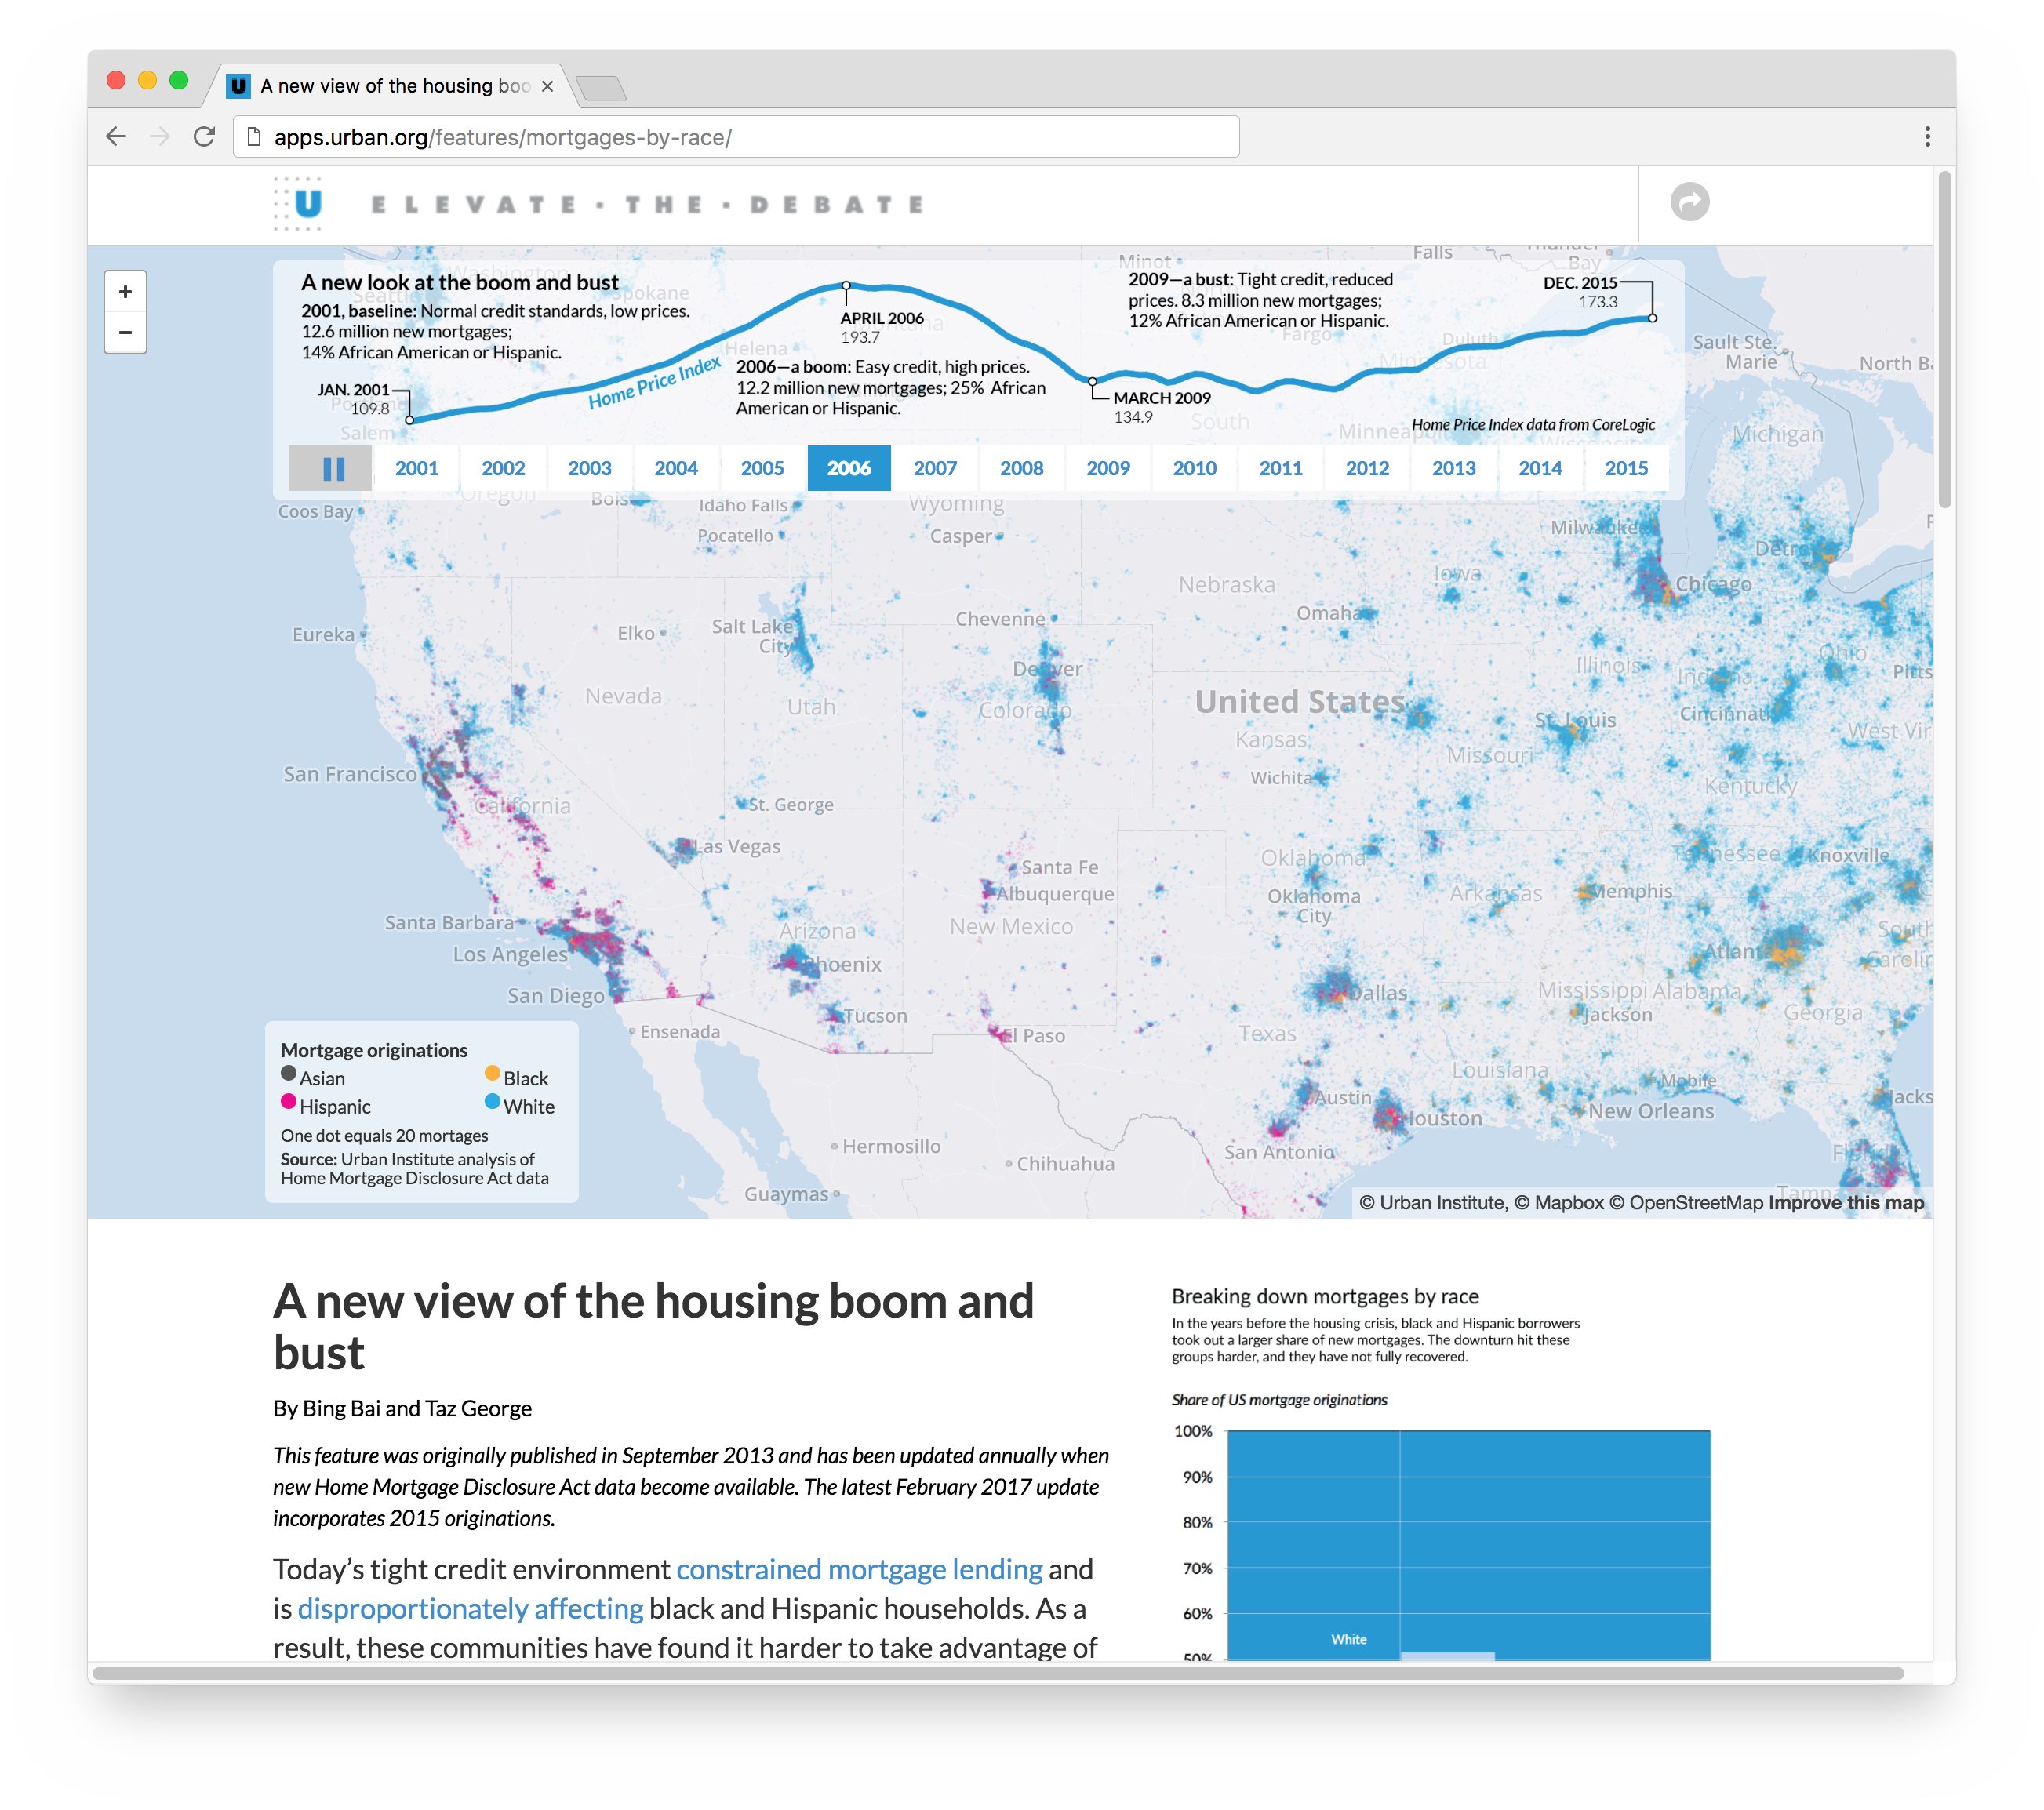 A new view of the housing boo
apps.urban.org/features/mortgages-by-race/
U ELEVATE·THE·DEBATE
+
−
A new look at the boom and bust
2001, baseline: Normal credit standards, low prices.
12.6 million new mortgages;
14% African American or Hispanic.
JAN. 2001
109.8
Home Price Index
APRIL 2006
193.7
2006—a boom: Easy credit, high prices.
12.2 million new mortgages; 25% African
American or Hispanic.
2009—a bust: Tight credit, reduced
prices. 8.3 million new mortgages;
12% African American or Hispanic.
MARCH 2009
134.9
DEC. 2015
173.3
Home Price Index data from CoreLogic
2001 2002 2003 2004 2005 2006 2007 2008 2009 2010 2011 2012 2013 2014 2015
Washington
Seattle
Spokane
Minot
Falls
Thunder
Bay
Helena
Fargo
Duluth
Minnesota
Sault Ste.
Marie
North Ba
Portland
Salem
South
Minneapol
Wisconsin
Michigan
Oregon
Coos Bay
Bois
Idaho Falls
Wyoming
Pocatello
Casper
Milwaukee
Detro
Nebraska
Iowa
Chicago
Eureka
Elko
Salt Lake
City
Cheyenne
Omaha
Denver
Illinois
Indiana
Ohio
Pitts
Nevada
Utah
Colorado
United States
St. Louis
Cincinnati
Kansas
Missouri
West Vir
San Francisco
California
St. George
Wichita
Kentucky
Las Vegas
Santa Fe
Albuquerque
Oklahoma
Oklahoma
City
Arkansas
Memphis
Tennessee
Knoxville
Santa Barbara
Los Angeles
Arizona
Phoenix
New Mexico
Atlant
South
Carolin
San Diego
Ensenada
Tucson
El Paso
Dallas
Texas
Mississippi
Alabama
Jackson
Georgia
Louisiana
Mobile
Austin
Houston
New Orleans
Jacks
San Antonio
Hermosillo
Chihuahua
Guaymas
Florida
Tampa
Mortgage originations
Asian Black
Hispanic White
One dot equals 20 mortages
Source: Urban Institute analysis of
Home Mortgage Disclosure Act data
© Urban Institute, © Mapbox © OpenStreetMap Improve this map
A new view of the housing boom and
bust
By Bing Bai and Taz George
This feature was originally published in September 2013 and has been updated annually when
new Home Mortgage Disclosure Act data become available. The latest February 2017 update
incorporates 2015 originations.
Today’s tight credit environment constrained mortgage lending and
is disproportionately affecting black and Hispanic households. As a
result, these communities have found it harder to take advantage of
Breaking down mortgages by race
In the years before the housing crisis, black and Hispanic borrowers
took out a larger share of new mortgages. The downturn hit these
groups harder, and they have not fully recovered.
Share of US mortgage originations
100%
90%
80%
70%
60%
White
50%